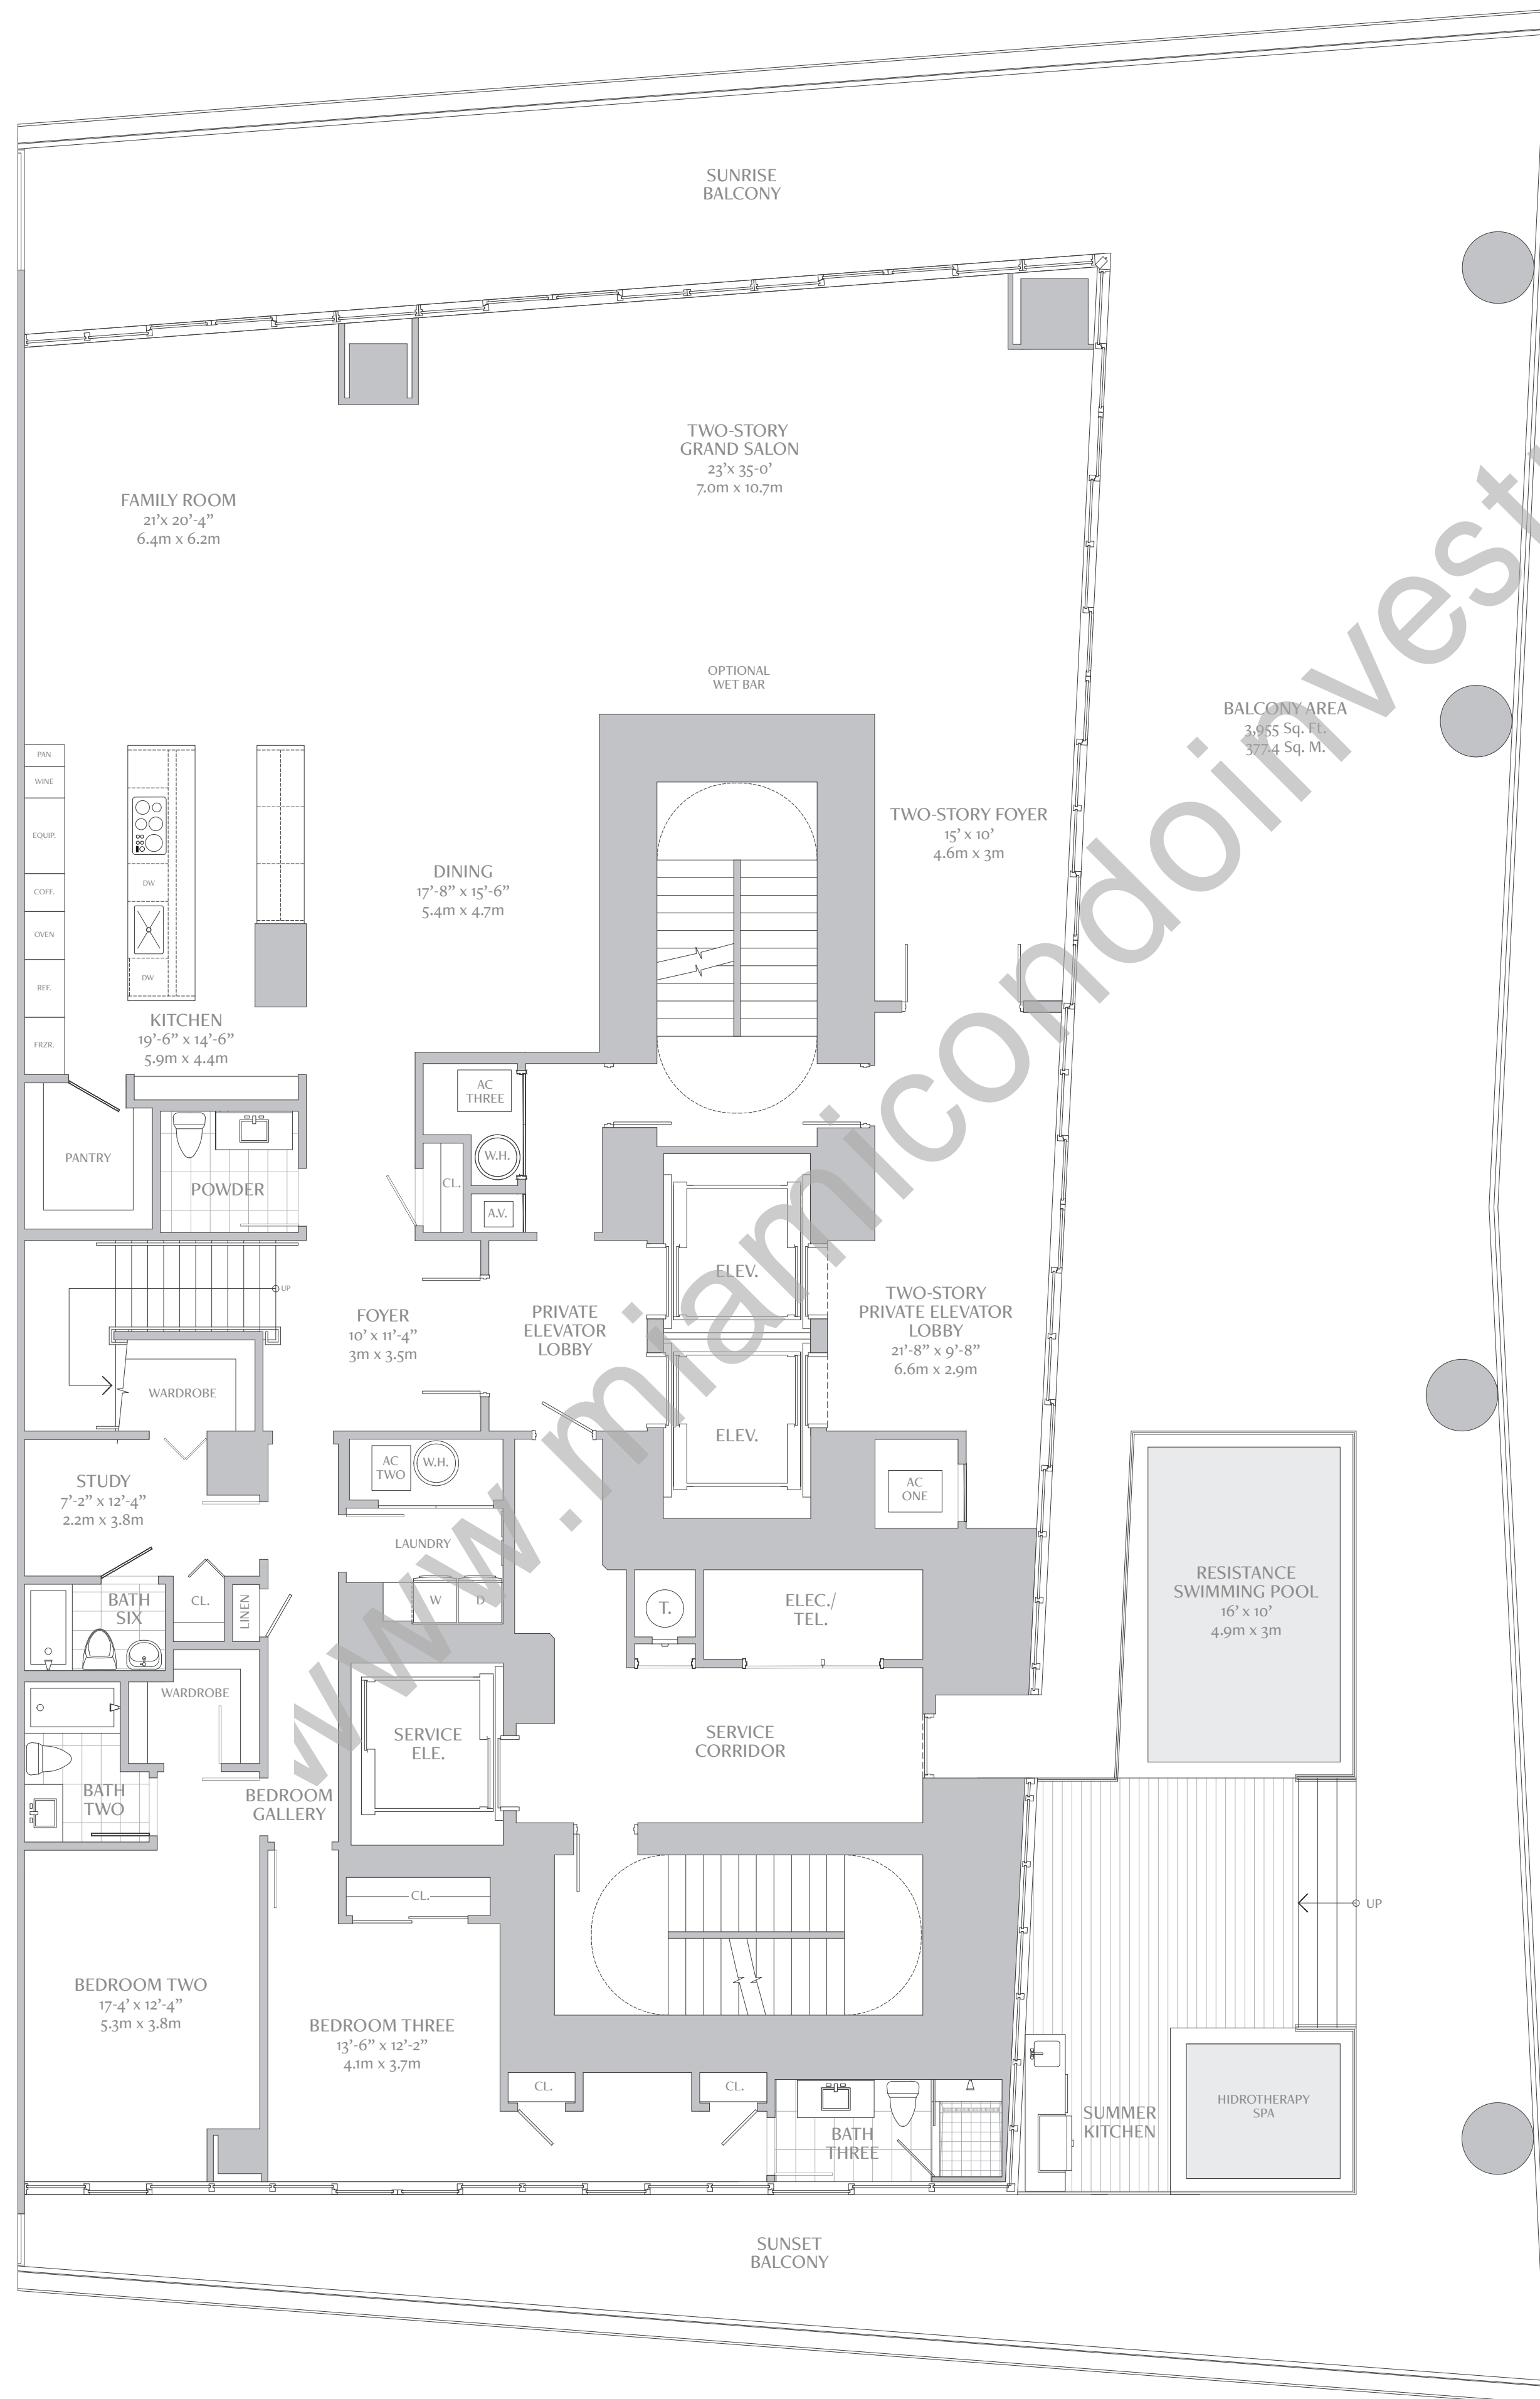 SUNRISE
BALCONY
TWO-STORY
GRAND SALON
23’x 35-0’
7.0m x 10.7m
FAMILY ROOM
21’x 20’-4”
6.4m x 6.2m
OPTIONAL
WET BAR
BALCONY AREA
3,955 Sq. Ft.
377.4 Sq. M.
PAN
WINE
EQUIP.
COFF.
OVEN
REF.
FRZR.
DW
DW
TWO-STORY FOYER
15’ x 10’
4.6m x 3m
DINING
17’-8” x 15’-6”
5.4m x 4.7m
KITCHEN
19’-6” x 14’-6”
5.9m x 4.4m
AC
THREE
W.H.
CL.
A.V.
PANTRY
POWDER
UP
ELEV.
FOYER
10’ x 11’-4”
3m x 3.5m
PRIVATE
ELEVATOR
LOBBY
TWO-STORY
PRIVATE ELEVATOR
LOBBY
21’-8” x 9’-8”
6.6m x 2.9m
WARDROBE
ELEV.
STUDY
7’-2” x 12’-4”
2.2m x 3.8m
AC
TWO
W.H.
AC
ONE
LAUNDRY
W
D
BATH
SIX
CL.
LINEN
T.
ELEC./
TEL.
RESISTANCE
SWIMMING POOL
16’ x 10’
4.9m x 3m
WARDROBE
SERVICE
ELE.
SERVICE
CORRIDOR
BATH
TWO
BEDROOM
GALLERY
CL.
UP
BEDROOM TWO
17-4’ x 12’-4”
5.3m x 3.8m
BEDROOM THREE
13’-6” x 12’-2”
4.1m x 3.7m
CL.
CL.
BATH
THREE
SUMMER
KITCHEN
HIDROTHERAPY
SPA
SUNSET
BALCONY
www.miamicondoinvest